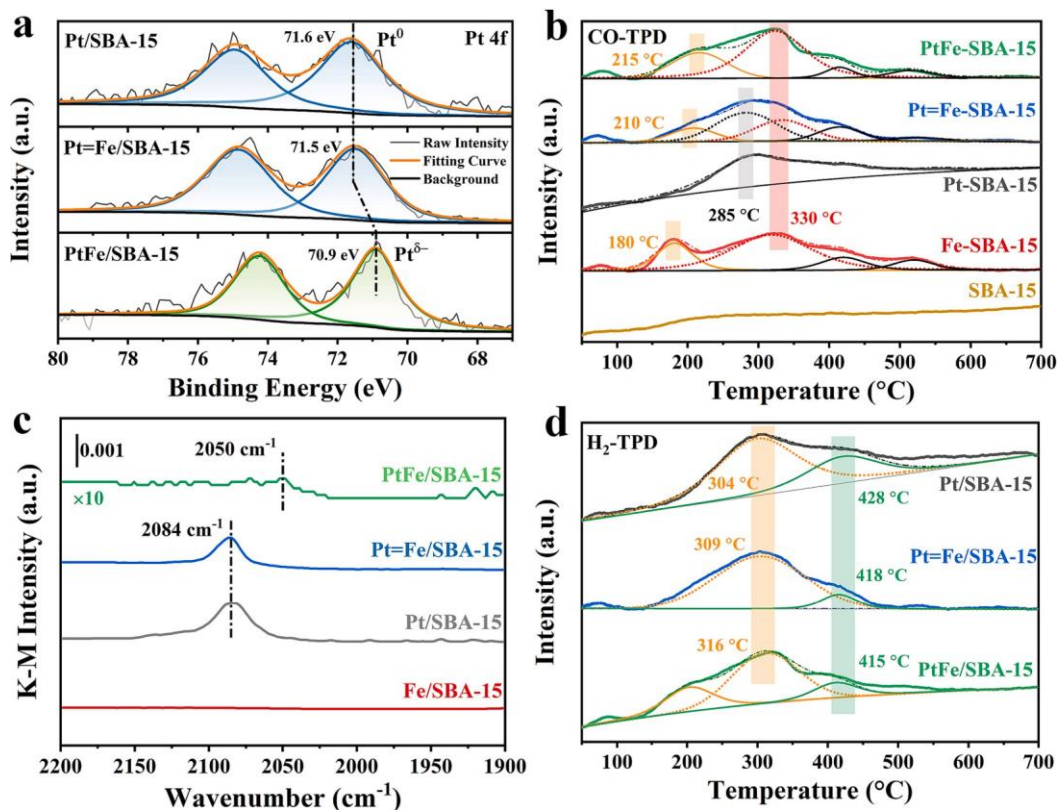 a
Pt/SBA-15
71.6 eV
Pt⁰
Pt 4f
Pt=Fe/SBA-15
71.5 eV
Raw Intensity
Fitting Curve
Background
PtFe/SBA-15
70.9 eV
Ptᵟ⁻
Intensity (a.u.)
80 78 76 74 72 70 68
Binding Energy (eV)
b
CO-TPD
PtFe-SBA-15
215 °C
Pt=Fe-SBA-15
210 °C
Pt-SBA-15
285 °C
330 °C
180 °C
Fe-SBA-15
SBA-15
Intensity (a.u.)
100 200 300 400 500 600 700
Temperature (°C)
c
0.001
2050 cm⁻¹
PtFe/SBA-15
×10
2084 cm⁻¹
Pt=Fe/SBA-15
Pt/SBA-15
Fe/SBA-15
K-M Intensity (a.u.)
2200 2150 2100 2050 2000 1950 1900
Wavenumber (cm⁻¹)
d
H₂-TPD
304 °C
Pt/SBA-15
428 °C
309 °C
Pt=Fe/SBA-15
418 °C
316 °C
415 °C
PtFe/SBA-15
Intensity (a.u.)
100 200 300 400 500 600 700
Temperature (°C)